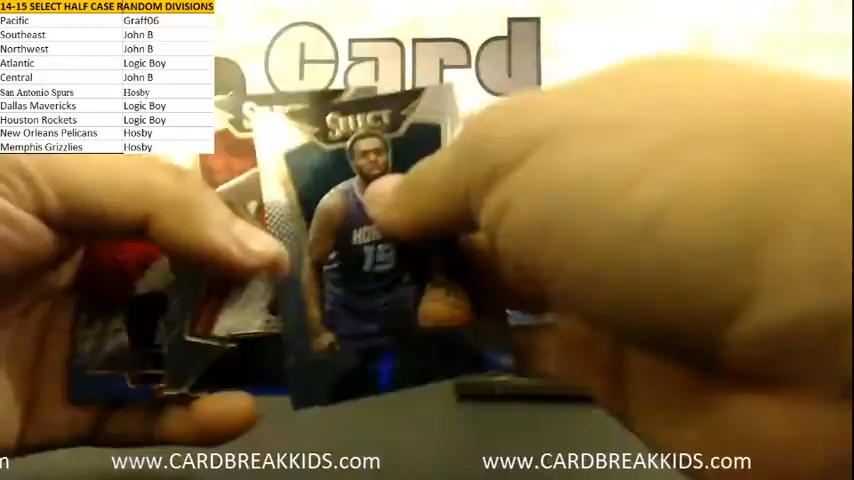 14-15 SELECT HALF CASE RANDOM DIVISIONS
Pacific Graff06
Southeast John B
Northwest John B
Atlantic Logic Boy
Central John B
San Antonio Spurs Hosby
Dallas Mavericks Logic Boy
Houston Rockets Logic Boy
New Orleans Pelicans Hosby
Memphis Grizzlies Hosby
Card
SELECT
15
www.CARDBREAKKIDS.com www.CARDBREAKKIDS.com